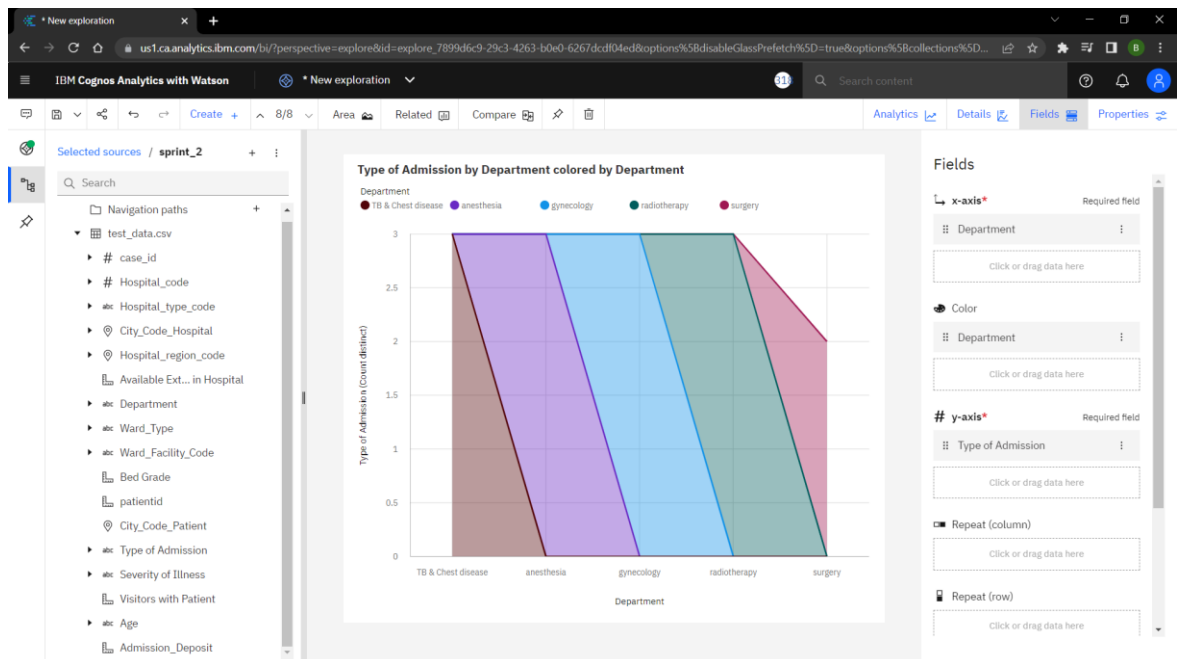 * New exploration
us1.ca.analytics.ibm.com/bi/?perspective=explore&id=explore_7899d6c9-29c3-4263-b0e0-6267dcdf04ed&options%5BdisableGlassPrefetch%5D=true&options%5Bcollections%5D...
B
IBM Cognos Analytics with Watson
* New exploration
Search content
Create +
8/8
Area
Related
Compare
Analytics
Details
Fields
Properties
Selected sources / sprint_2
Search
Navigation paths
test_data.csv
# case_id
# Hospital_code
abc Hospital_type_code
City_Code_Hospital
Hospital_region_code
Available Ext... in Hospital
abc Department
abc Ward_Type
abc Ward_Facility_Code
Bed Grade
patientid
City_Code_Patient
abc Type of Admission
abc Severity of Illness
Visitors with Patient
abc Age
Admission_Deposit
Type of Admission by Department colored by Department
Department
TB & Chest disease anesthesia gynecology radiotherapy surgery
Type of Admission (Count distinct)
3
2.5
2
1.5
1
0.5
0
TB & Chest disease anesthesia gynecology radiotherapy surgery
Department
Fields
x-axis* Required field
Department
Click or drag data here
Color
Department
Click or drag data here
# y-axis* Required field
Type of Admission
Click or drag data here
Repeat (column)
Click or drag data here
Repeat (row)
Click or drag data here